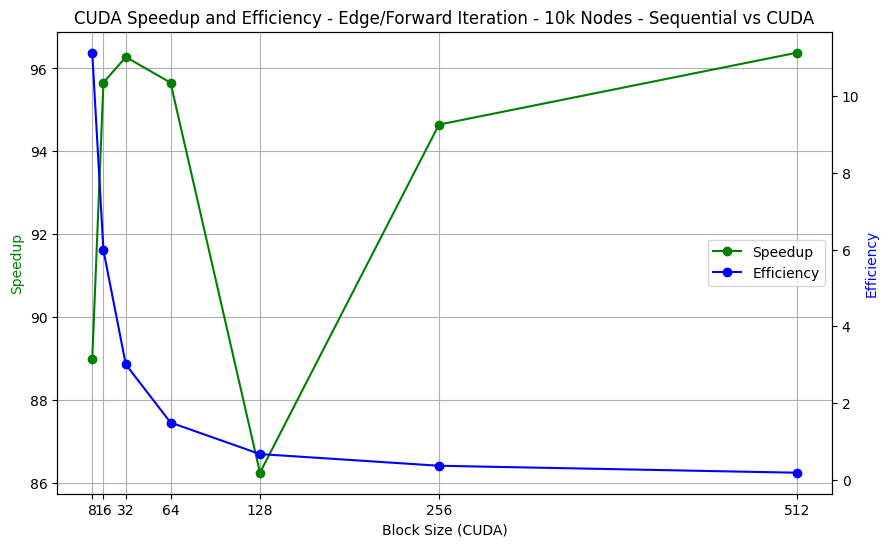 CUDA Speedup and Efficiency - Edge/Forward Iteration - 10k Nodes - Sequential vs CUDA
96
94
92
90
88
86
Speedup
10
8
6
4
2
0
Efficiency
Speedup
Efficiency
8 16 32 64 128 256 512
Block Size (CUDA)